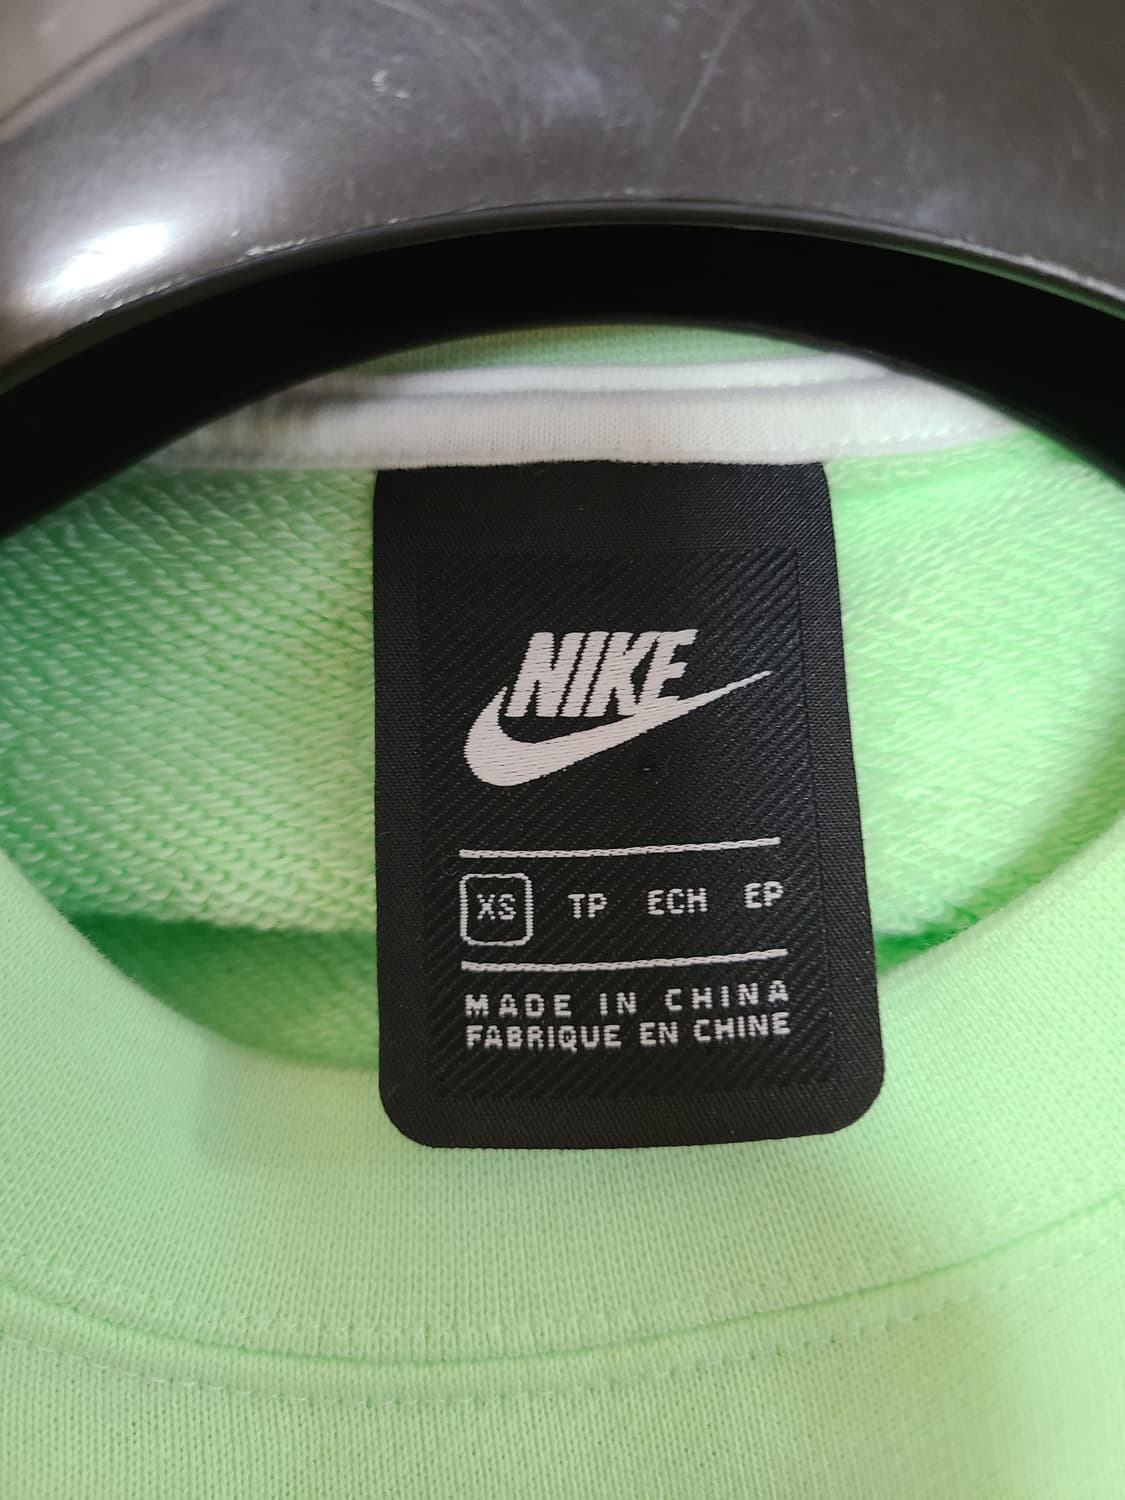 NIKE
XS TP ECH EP
MADE IN CHINA
FABRIQUE EN CHINE